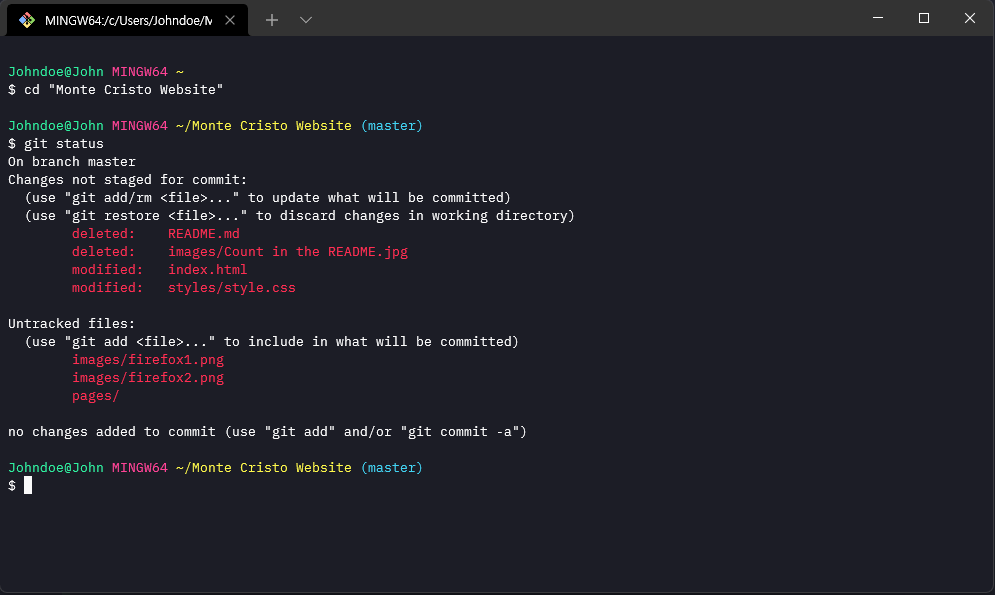 MINGW64:/c/Users/Johndoe/M
Johndoe@John MINGW64 ~
$ cd "Monte Cristo Website"
Johndoe@John MINGW64 ~/Monte Cristo Website (master)
$ git status
On branch master
Changes not staged for commit:
  (use "git add/rm <file>..." to update what will be committed)
  (use "git restore <file>..." to discard changes in working directory)
        deleted:    README.md
        deleted:    images/Count in the README.jpg
        modified:   index.html
        modified:   styles/style.css
Untracked files:
  (use "git add <file>..." to include in what will be committed)
        images/firefox1.png
        images/firefox2.png
        pages/
no changes added to commit (use "git add" and/or "git commit -a")
Johndoe@John MINGW64 ~/Monte Cristo Website (master)
$